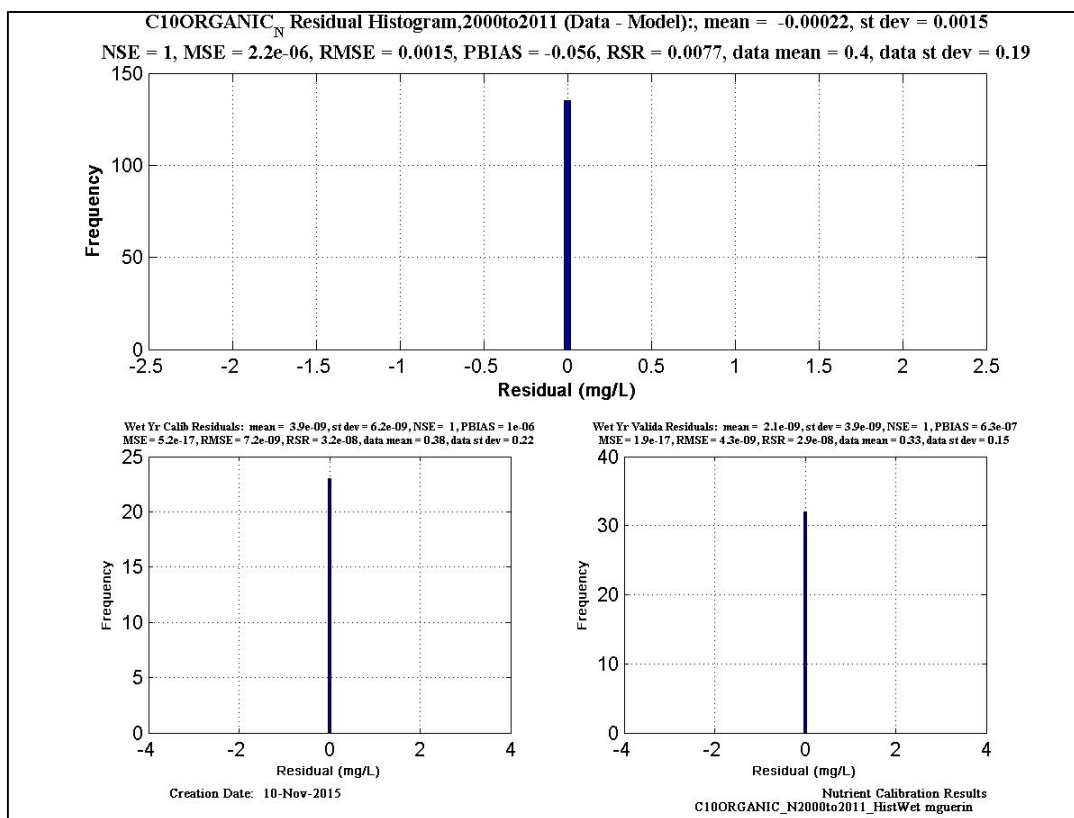 C10ORGANIC_N Residual Histogram,2000to2011 (Data - Model):, mean = -0.00022, st dev = 0.0015
NSE = 1, MSE = 2.2e-06, RMSE = 0.0015, PBIAS = -0.056, RSR = 0.0077, data mean = 0.4, data st dev = 0.19
150
100
50
0
Frequency
-2.5 -2 -1.5 -1 -0.5 0 0.5 1 1.5 2 2.5
Residual (mg/L)
Wet Yr Calib Residuals: mean = 3.9e-09, st dev = 6.2e-09, NSE = 1, PBIAS = 1e-06
MSE = 5.2e-17, RMSE = 7.2e-09, RSR = 3.2e-08, data mean = 0.38, data st dev = 0.22
25
20
15
10
5
0
Frequency
-4 -2 0 2 4
Residual (mg/L)
Wet Yr Valida Residuals: mean = 2.1e-09, st dev = 3.9e-09, NSE = 1, PBIAS = 6.3e-07
MSE = 1.9e-17, RMSE = 4.3e-09, RSR = 2.9e-08, data mean = 0.33, data st dev = 0.15
40
30
20
10
0
Frequency
-4 -2 0 2 4
Residual (mg/L)
Creation Date: 10-Nov-2015
Nutrient Calibration Results
C10ORGANIC_N2000to2011_HistWet mguerin